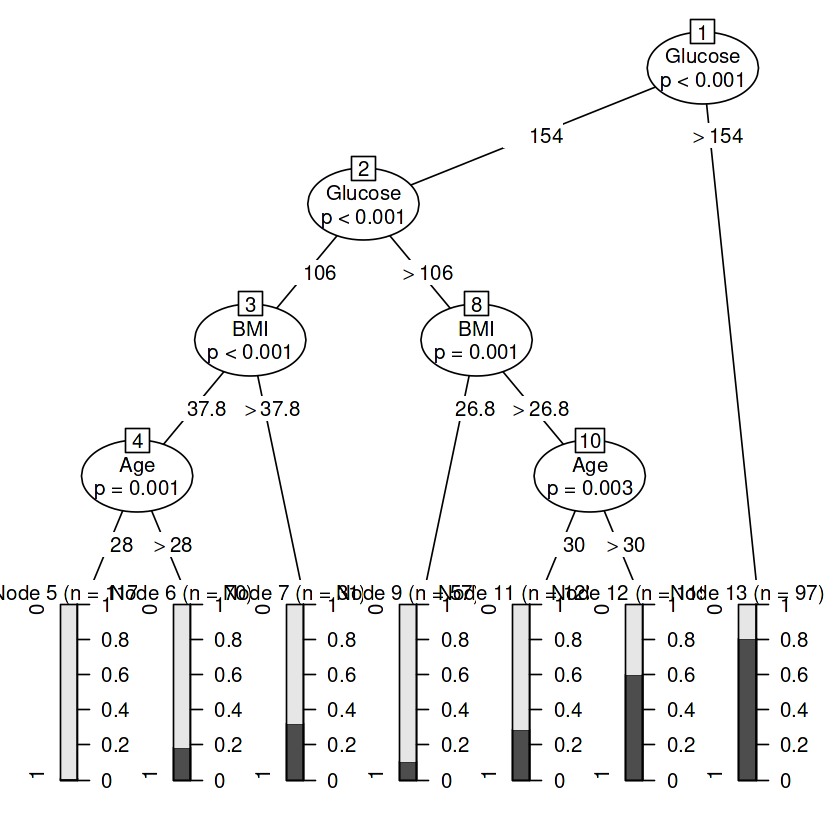 1
Glucose
p < 0.001
154
> 154
2
Glucose
p < 0.001
106
> 106
3
BMI
p < 0.001
8
BMI
p = 0.001
37.8
> 37.8
26.8
> 26.8
4
Age
p = 0.001
10
Age
p = 0.003
28
> 28
30
> 30
Node 5 (n = 117) Node 6 (n = 70) Node 7 (n = 31) Node 9 (n = 57) Node 11 (n = Node 12 (n = Node 13 (n = 97)
0 1 0 1 0 1 0 1 0 1 0 1 0 1
0.8 0.8 0.8 0.8 0.8 0.8 0.8
0.6 0.6 0.6 0.6 0.6 0.6 0.6
0.4 0.4 0.4 0.4 0.4 0.4 0.4
0.2 0.2 0.2 0.2 0.2 0.2 0.2
1 0 1 0 1 0 1 0 1 0 1 0 1 0